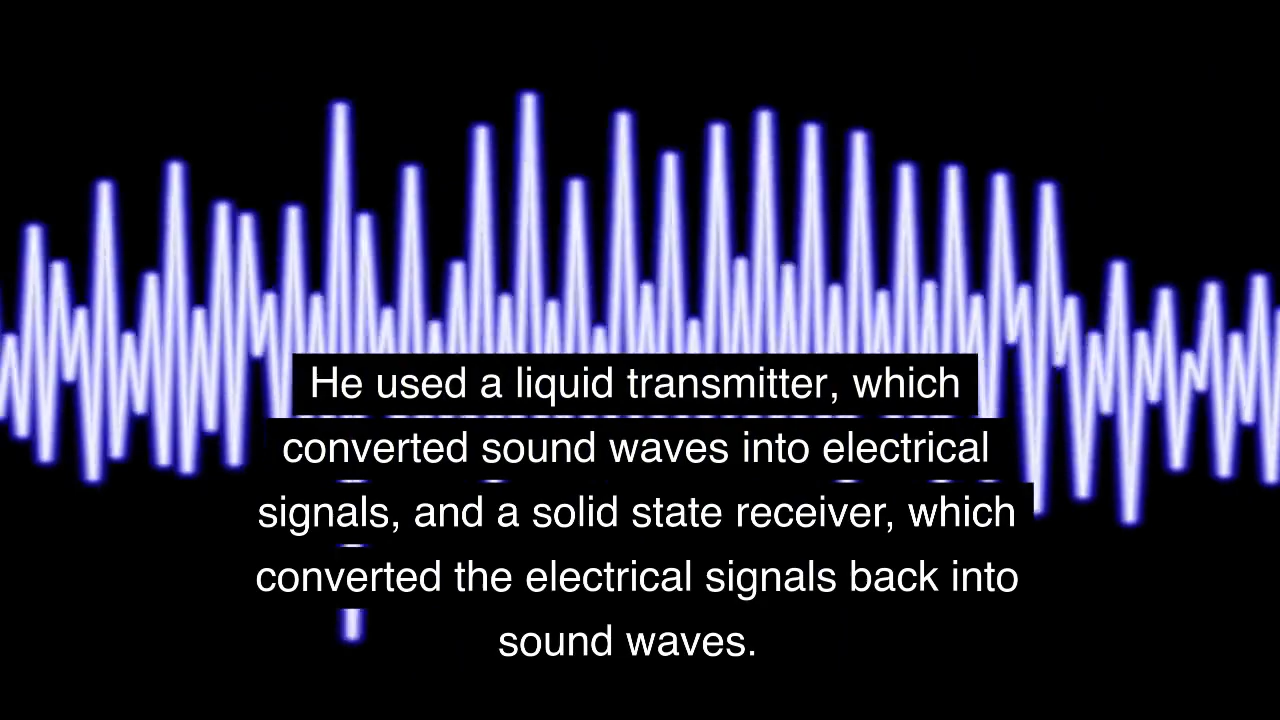 He used a liquid transmitter, which
converted sound waves into electrical
signals, and a solid state receiver, which
converted the electrical signals back into
sound waves.